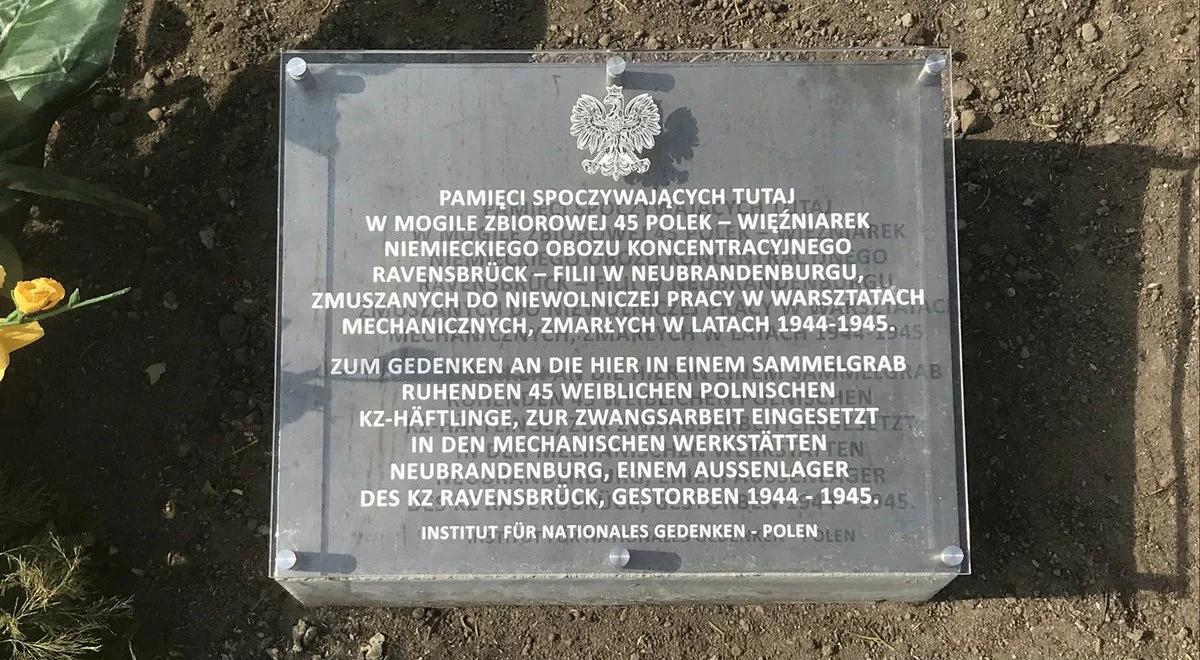 PAMIĘCI SPOCZYWAJĄCYCH TUTAJ
W MOGILE ZBIOROWEJ 45 POLEK – WIĘŹNIAREK
NIEMIECKIEGO OBOZU KONCENTRACYJNEGO
RAVENSBRÜCK – FILII W NEUBRANDENBURGU,
ZMUSZANYCH DO NIEWOLNICZEJ PRACY W WARSZTATACH
MECHANICZNYCH, ZMARŁYCH W LATACH 1944-1945.
ZUM GEDENKEN AN DIE HIER IN EINEM SAMMELGRAB
RUHENDEN 45 WEIBLICHEN POLNISCHEN
KZ-HÄFTLINGE, ZUR ZWANGSARBEIT EINGESETZT
IN DEN MECHANISCHEN WERKSTÄTTEN
NEUBRANDENBURG, EINEM AUSSENLAGER
DES KZ RAVENSBRÜCK, GESTORBEN 1944 - 1945.
INSTITUT FÜR NATIONALES GEDENKEN - POLEN